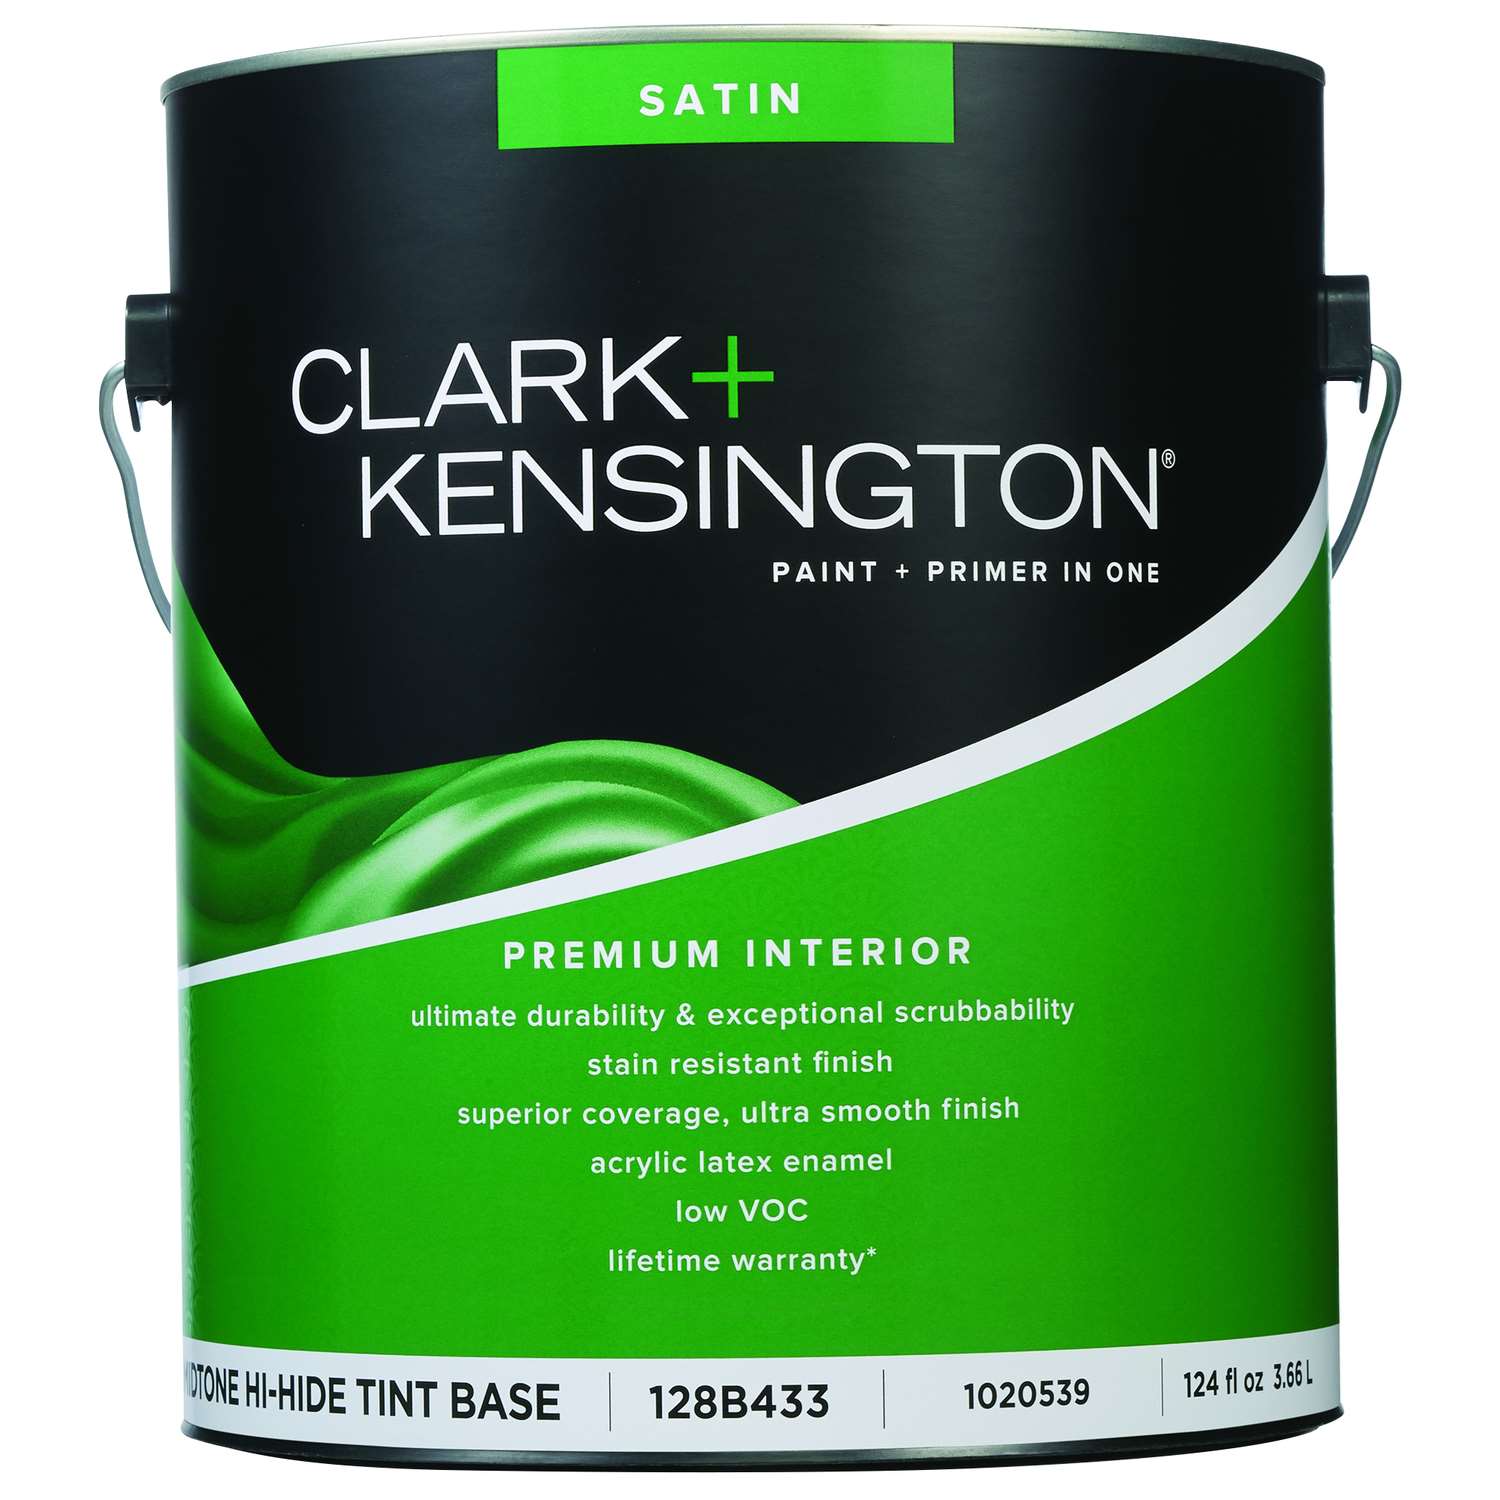 SATIN
CLARK+
KENSINGTON®
PAINT + PRIMER IN ONE
PREMIUM INTERIOR
ultimate durability & exceptional scrubbability
stain resistant finish
superior coverage, ultra smooth finish
acrylic latex enamel
low VOC
lifetime warranty*
MIDTONE HI-HIDE TINT BASE 128B433 1020539 124 fl oz 3.66 L